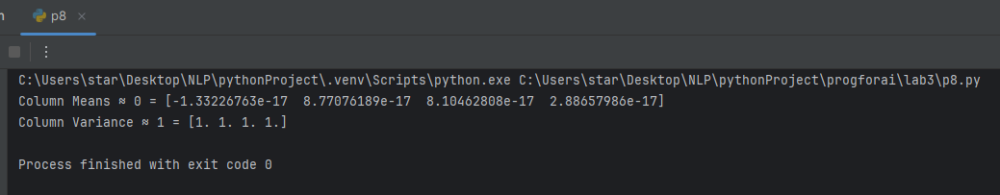 n p8 ×
⋮
C:\Users\star\Desktop\NLP\pythonProject\.venv\Scripts\python.exe C:\Users\star\Desktop\NLP\pythonProject\progforai\lab3\p8.py
Column Means ≈ 0 = [-1.33226763e-17  8.77076189e-17  8.10462808e-17  2.88657986e-17]
Column Variance ≈ 1 = [1. 1. 1. 1.]
Process finished with exit code 0